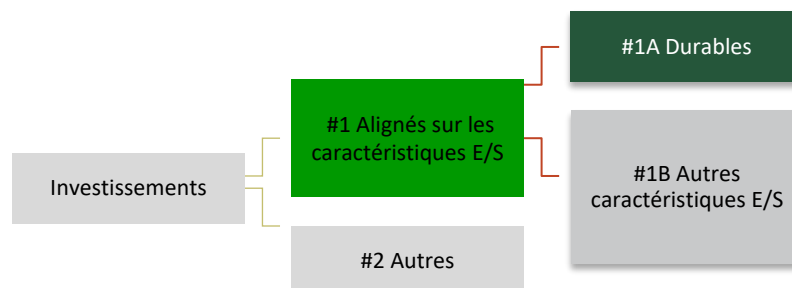 Investissements
#1 Alignés sur les
caractéristiques E/S
#2 Autres
#1A Durables
#1B Autres
caractéristiques E/S